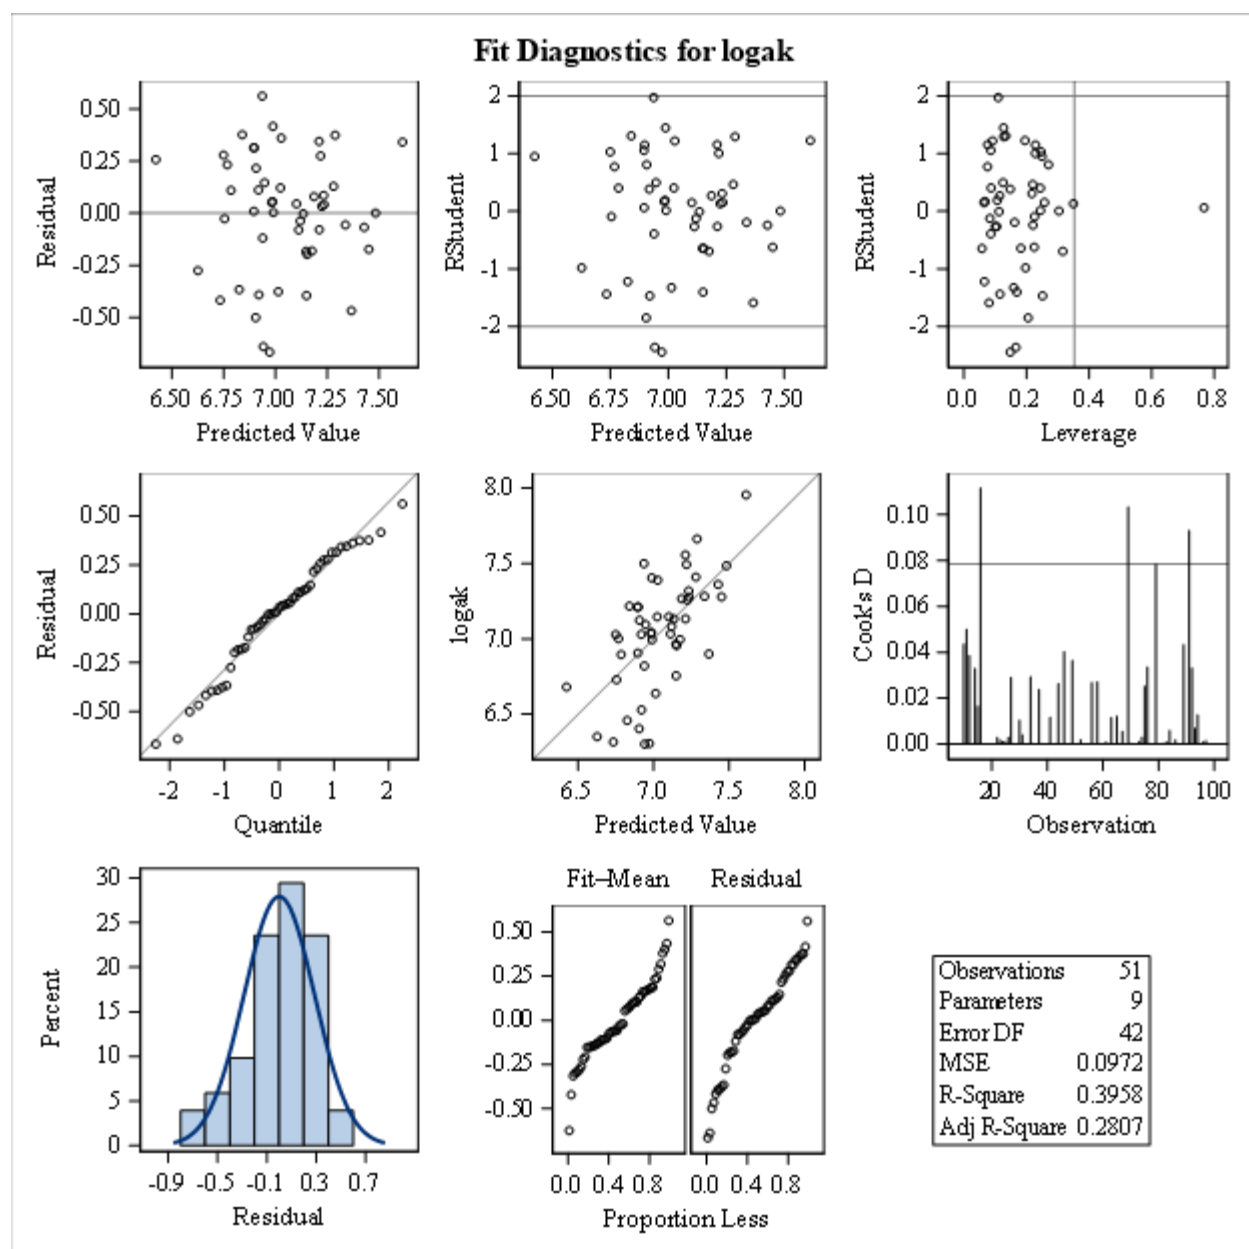 Fit Diagnostics for logak
0.50
0.25
0.00
-0.25
-0.50
Residual
6.50 6.75 7.00 7.25 7.50
Predicted Value
2
1
0
-1
-2
RStudent
6.50 7.00 7.50
Predicted Value
2
1
0
-1
-2
RStudent
0.0 0.2 0.4 0.6 0.8
Leverage
0.50
0.25
0.00
-0.25
-0.50
Residual
-2 -1 0 1 2
Quantile
8.0
7.5
7.0
6.5
logak
6.5 7.0 7.5 8.0
Predicted Value
0.10
0.08
0.06
0.04
0.02
0.00
Cook's D
20 40 60 80 100
Observation
30
25
20
15
10
5
0
Percent
-0.9 -0.5 -0.1 0.3 0.7
Residual
Fit–Mean Residual
0.50
0.25
0.00
-0.25
-0.50
0.0 0.4 0.8 0.0 0.4 0.8
Proportion Less
Observations 51
Parameters 9
Error DF 42
MSE 0.0972
R-Square 0.3958
Adj R-Square 0.2807